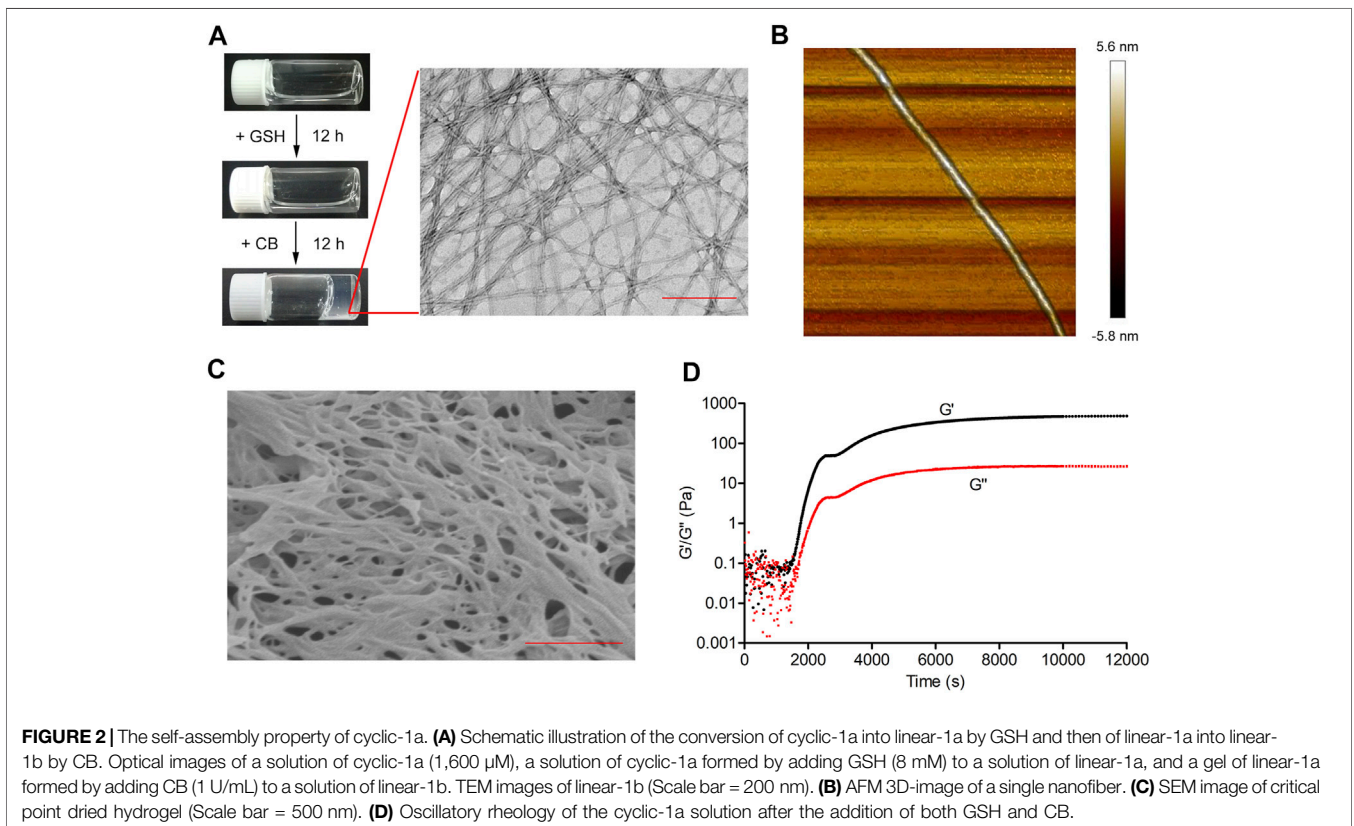 A
+ GSH 12 h
+ CB 12 h
B
5.6 nm
-5.8 nm
C
D
1000
100
10
1
0.1
0.01
0.001
G'/G" (Pa)
G'
G"
0 2000 4000 6000 8000 10000 12000
Time (s)
FIGURE 2 | The self-assembly property of cyclic-1a. (A) Schematic illustration of the conversion of cyclic-1a into linear-1a by GSH and then of linear-1a into linear-
1b by CB. Optical images of a solution of cyclic-1a (1,600 μM), a solution of cyclic-1a formed by adding GSH (8 mM) to a solution of linear-1a, and a gel of linear-1a
formed by adding CB (1 U/mL) to a solution of linear-1b. TEM images of linear-1b (Scale bar = 200 nm). (B) AFM 3D-image of a single nanofiber. (C) SEM image of critical
point dried hydrogel (Scale bar = 500 nm). (D) Oscillatory rheology of the cyclic-1a solution after the addition of both GSH and CB.